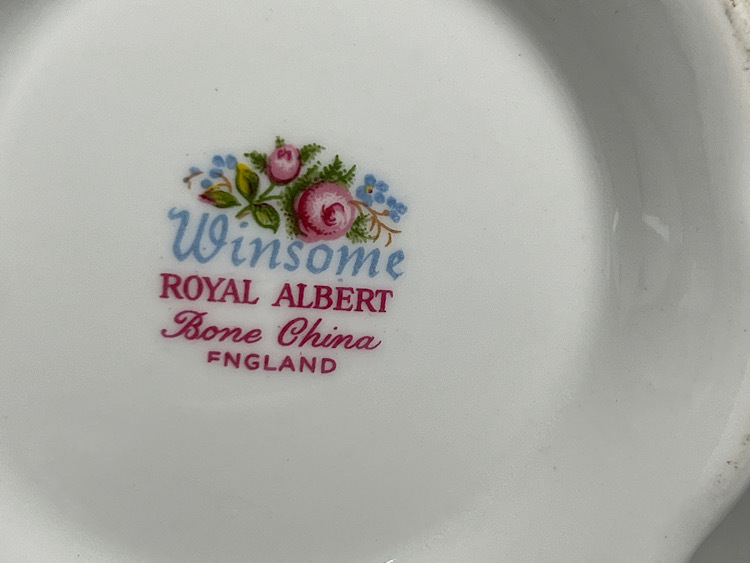 Winsome
ROYAL ALBERT
Bone China
ENGLAND